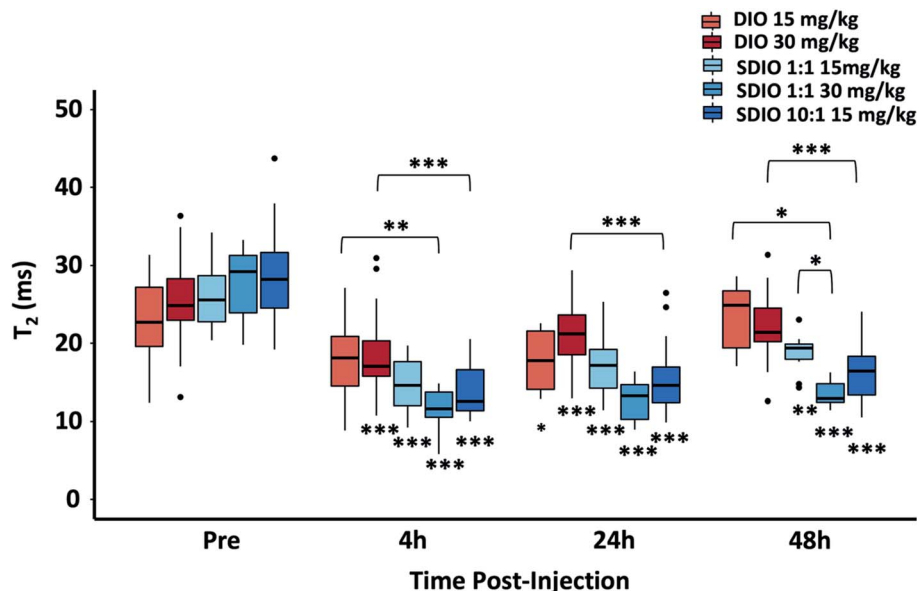 DIO 15 mg/kg
DIO 30 mg/kg
SDIO 1:1 15mg/kg
SDIO 1:1 30 mg/kg
SDIO 10:1 15 mg/kg
50
40
30
20
10
0
T₂ (ms)
*** 
**
***
***
*
*
*** *** *** ***
* *** *** *** ***
** *** ***
Pre 4h 24h 48h
Time Post-Injection